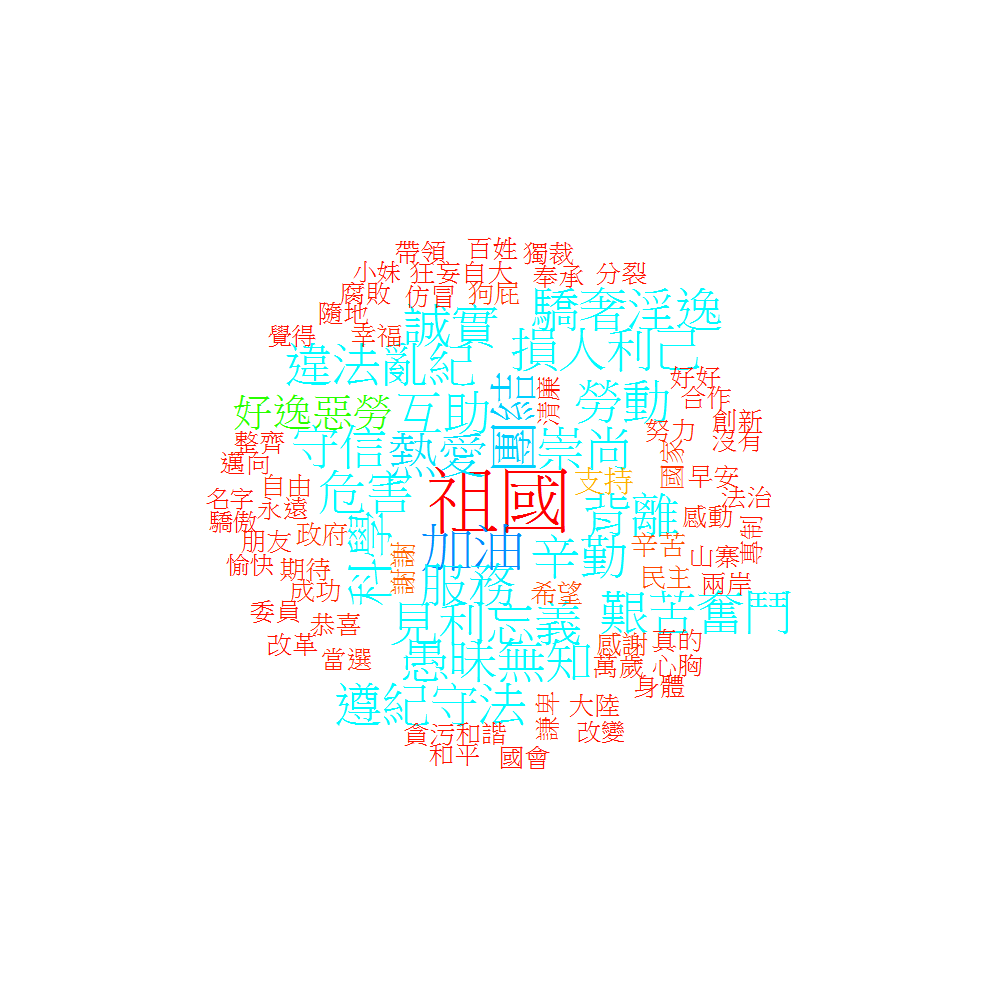 帶領
百姓
獨裁
小妹
狂妄自大
奉承
分裂
腐敗
仿冒
狗屁
隨地
誠實
驕奢淫逸
覺得
幸福
違法亂紀
損人利己
好好
好逸惡勞
互助
團結
清廉
勞動
合作
創新
整齊
守信
熱愛
崇尚
努力
沒有
邁向
國家
早安
自由
危害
祖國
支持
背離
名字
永遠
法治
驕傲
感動
專制
朋友
政府
科學
謝謝
加油
辛勤
辛苦
山寨
愉快
期待
服務
希望
民主
兩岸
成功
委員
恭喜
見利忘義
艱苦奮鬥
改革
當選
愚昧無知
感謝
真的
萬歲
心胸
身體
遵紀守法
謙卑
大陸
貪污
和諧
改變
和平
國會